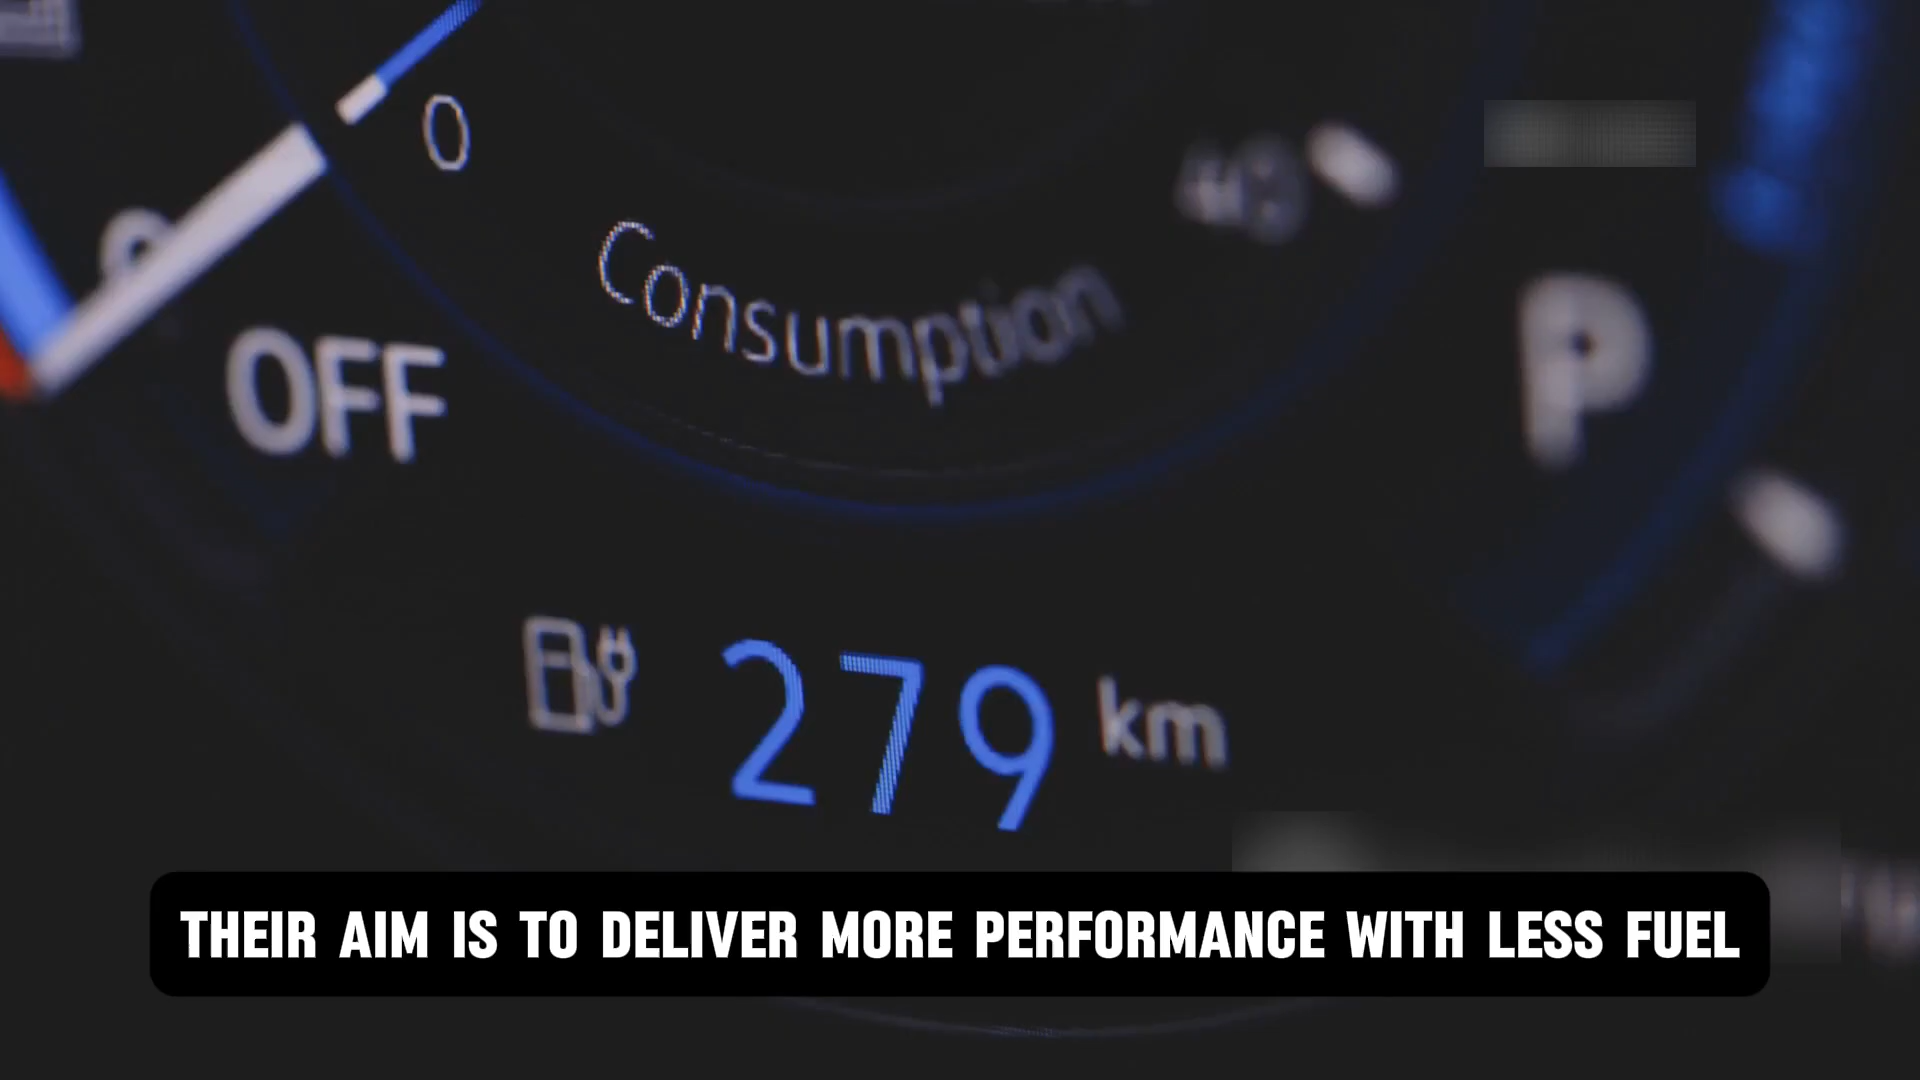 0
Consumption
OFF
P
279 km
THEIR AIM IS TO DELIVER MORE PERFORMANCE WITH LESS FUEL